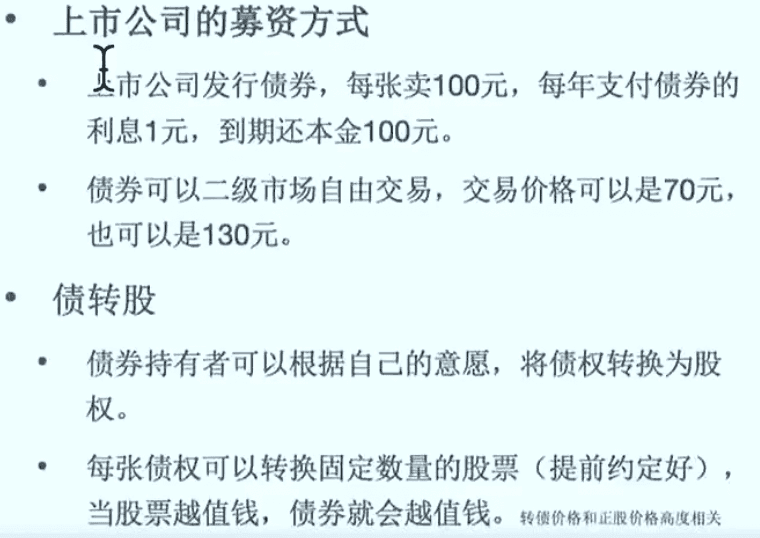 上市公司的募资方式
上市公司发行债券，每张卖100元，每年支付债券的
利息1元，到期还本金100元。
债券可以二级市场自由交易，交易价格可以是70元，
也可以是130元。
债转股
债券持有者可以根据自己的意愿，将债权转换为股
权。
每张债权可以转换固定数量的股票（提前约定好），
当股票越值钱，债券就会越值钱。 转债价格和正股价格高度相关